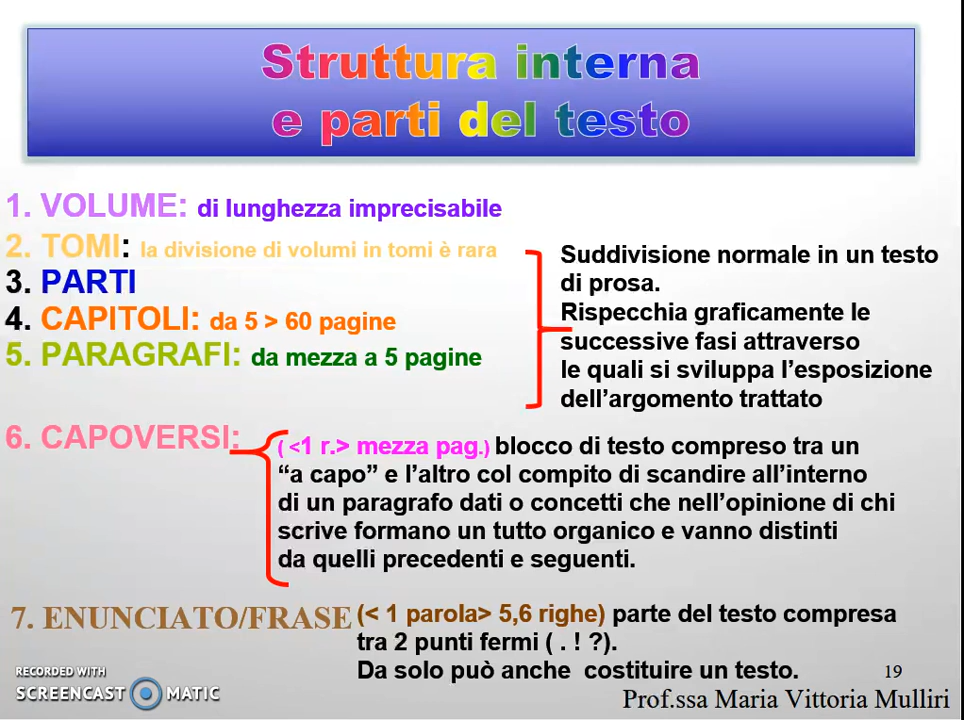 Struttura interna
e parti del testo
1. VOLUME: di lunghezza imprecisabile
2. TOMI: la divisione di volumi in tomi è rara
3. PARTI
4. CAPITOLI: da 5 > 60 pagine
5. PARAGRAFI: da mezza a 5 pagine
Suddivisione normale in un testo
di prosa.
Rispecchia graficamente le
successive fasi attraverso
le quali si sviluppa l’esposizione
dell’argomento trattato
6. CAPOVERSI:
( <1 r.> mezza pag.) blocco di testo compreso tra un
“a capo” e l’altro col compito di scandire all’interno
di un paragrafo dati o concetti che nell’opinione di chi
scrive formano un tutto organico e vanno distinti
da quelli precedenti e seguenti.
7. ENUNCIATO/FRASE (< 1 parola> 5,6 righe) parte del testo compresa
tra 2 punti fermi ( . ! ?).
Da solo può anche costituire un testo.
19
RECORDED WITH
SCREENCAST MATIC
Prof.ssa Maria Vittoria Mulliri